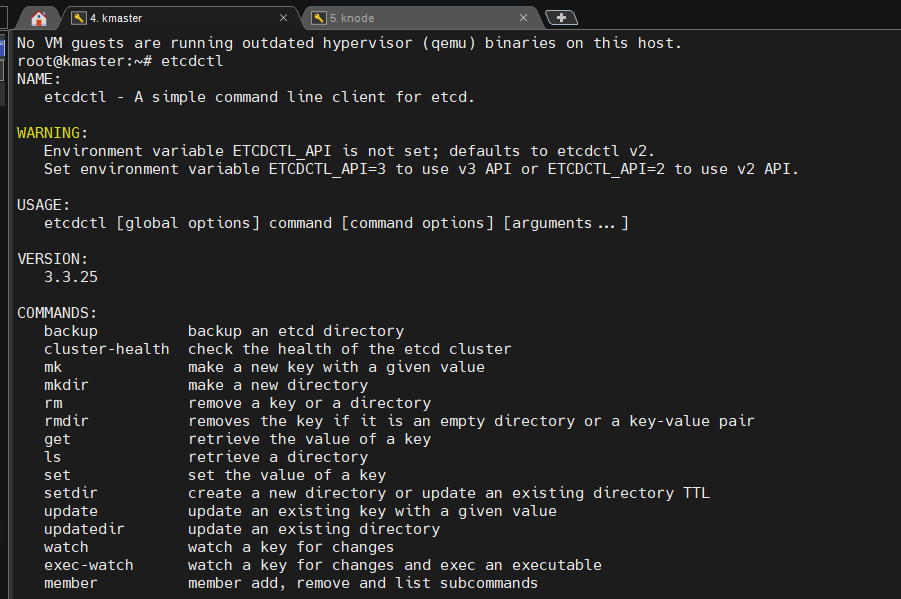 4. kmaster
5. knode
No VM guests are running outdated hypervisor (qemu) binaries on this host.
root@kmaster:~# etcdctl
NAME:
   etcdctl - A simple command line client for etcd.
WARNING:
   Environment variable ETCDCTL_API is not set; defaults to etcdctl v2.
   Set environment variable ETCDCTL_API=3 to use v3 API or ETCDCTL_API=2 to use v2 API.
USAGE:
   etcdctl [global options] command [command options] [arguments...]
VERSION:
   3.3.25
COMMANDS:
   backup          backup an etcd directory
   cluster-health  check the health of the etcd cluster
   mk              make a new key with a given value
   mkdir           make a new directory
   rm              remove a key or a directory
   rmdir           removes the key if it is an empty directory or a key-value pair
   get             retrieve the value of a key
   ls              retrieve a directory
   set             set the value of a key
   setdir          create a new directory or update an existing directory TTL
   update          update an existing key with a given value
   updatedir       update an existing directory
   watch           watch a key for changes
   exec-watch      watch a key for changes and exec an executable
   member          member add, remove and list subcommands